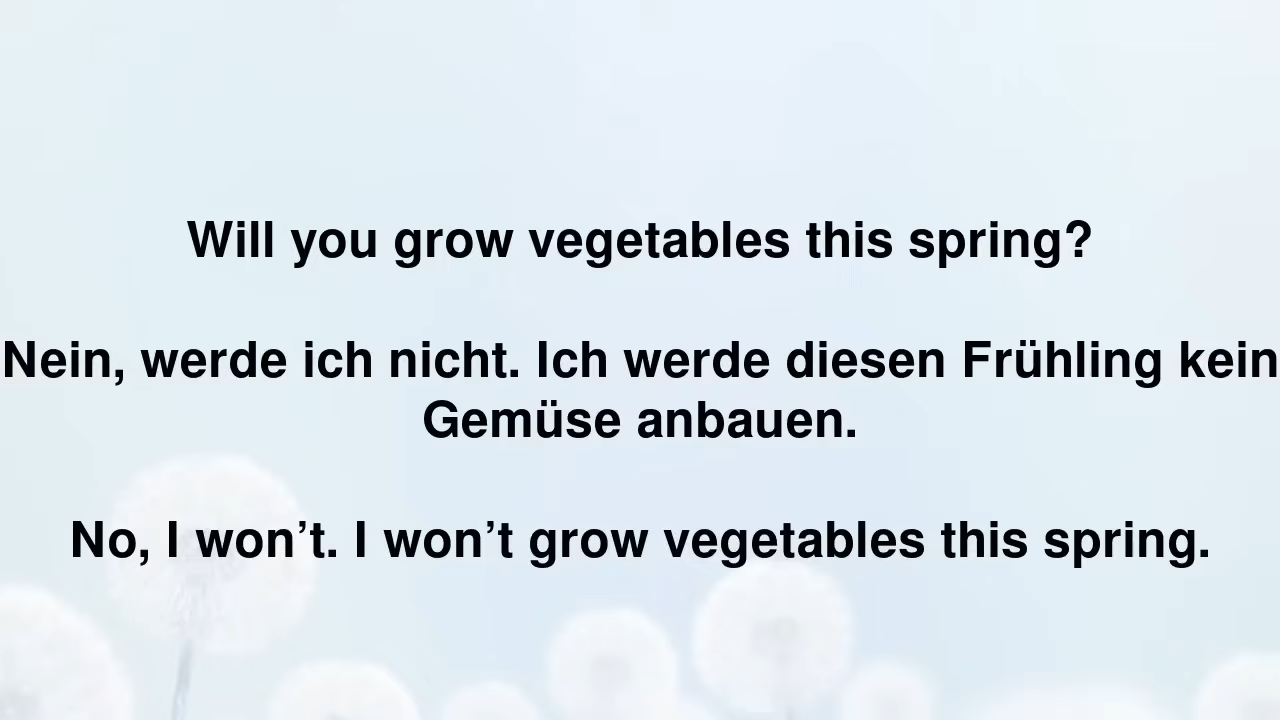 Will you grow vegetables this spring?
Nein, werde ich nicht. Ich werde diesen Frühling kein
Gemüse anbauen.
No, I won’t. I won’t grow vegetables this spring.